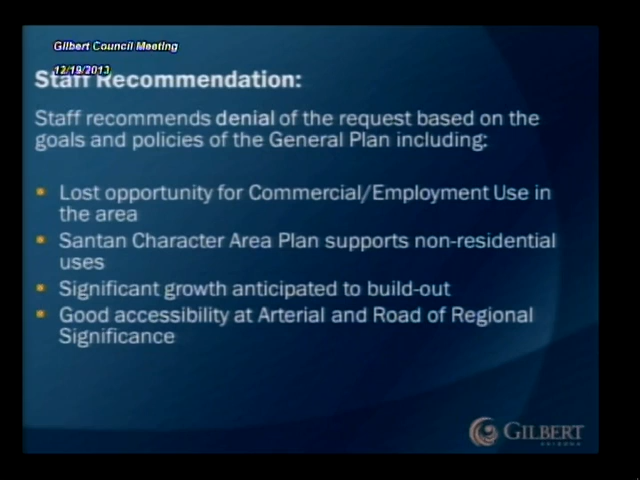 Gilbert Council Meeting
12/19/2013
Staff Recommendation:
Staff recommends denial of the request based on the
goals and policies of the General Plan including:
Lost opportunity for Commercial/Employment Use in
the area
Santan Character Area Plan supports non-residential
uses
Significant growth anticipated to build-out
Good accessibility at Arterial and Road of Regional
Significance
GILBERT
ARIZONA